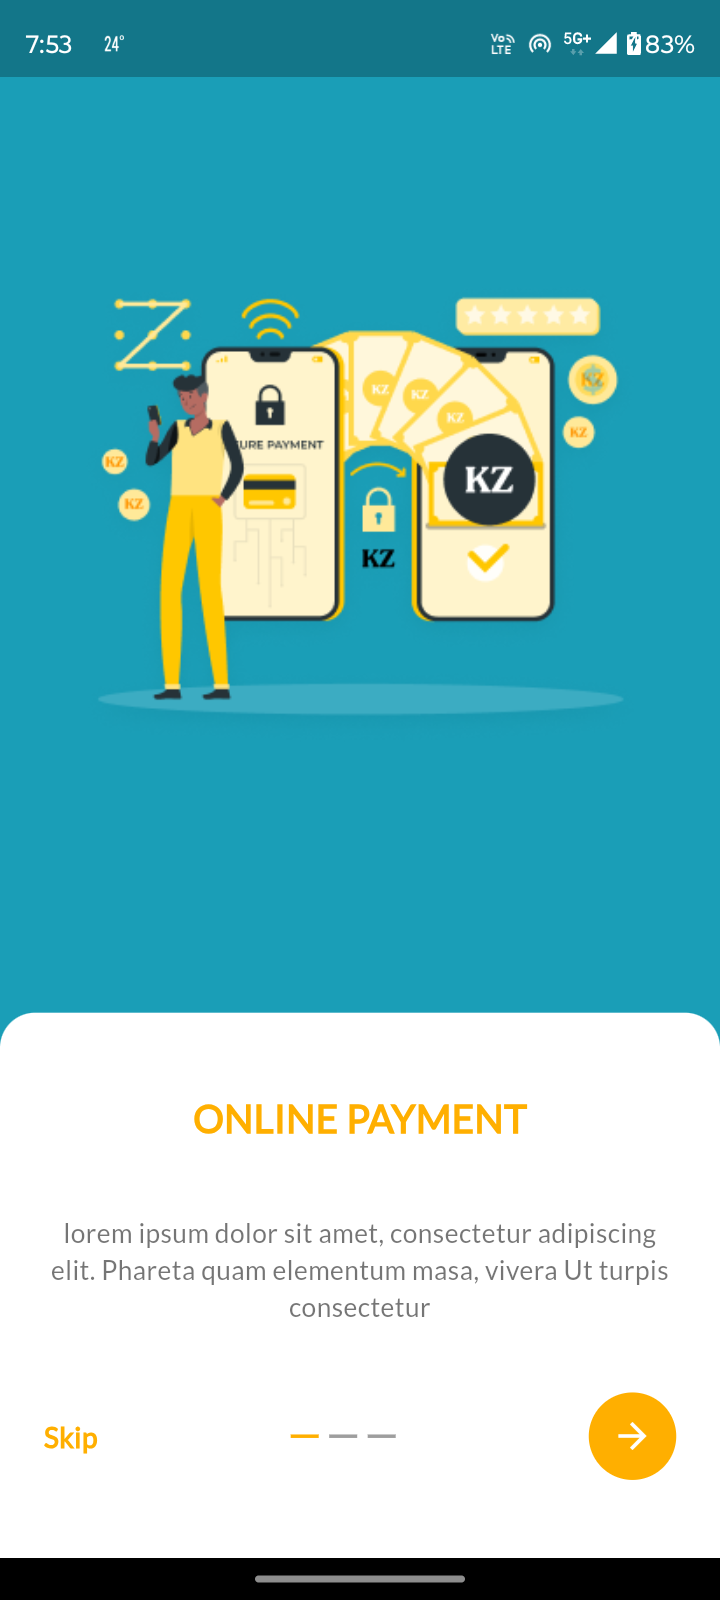 7:53 24°
Vo LTE 5G+ 83%
KZ KZ KZ
KZ
KZ
URE PAYMENT
KZ
KZ
KZ
KZ
ONLINE PAYMENT
lorem ipsum dolor sit amet, consectetur adipiscing
elit. Phareta quam elementum masa, vivera Ut turpis
consectetur
Skip